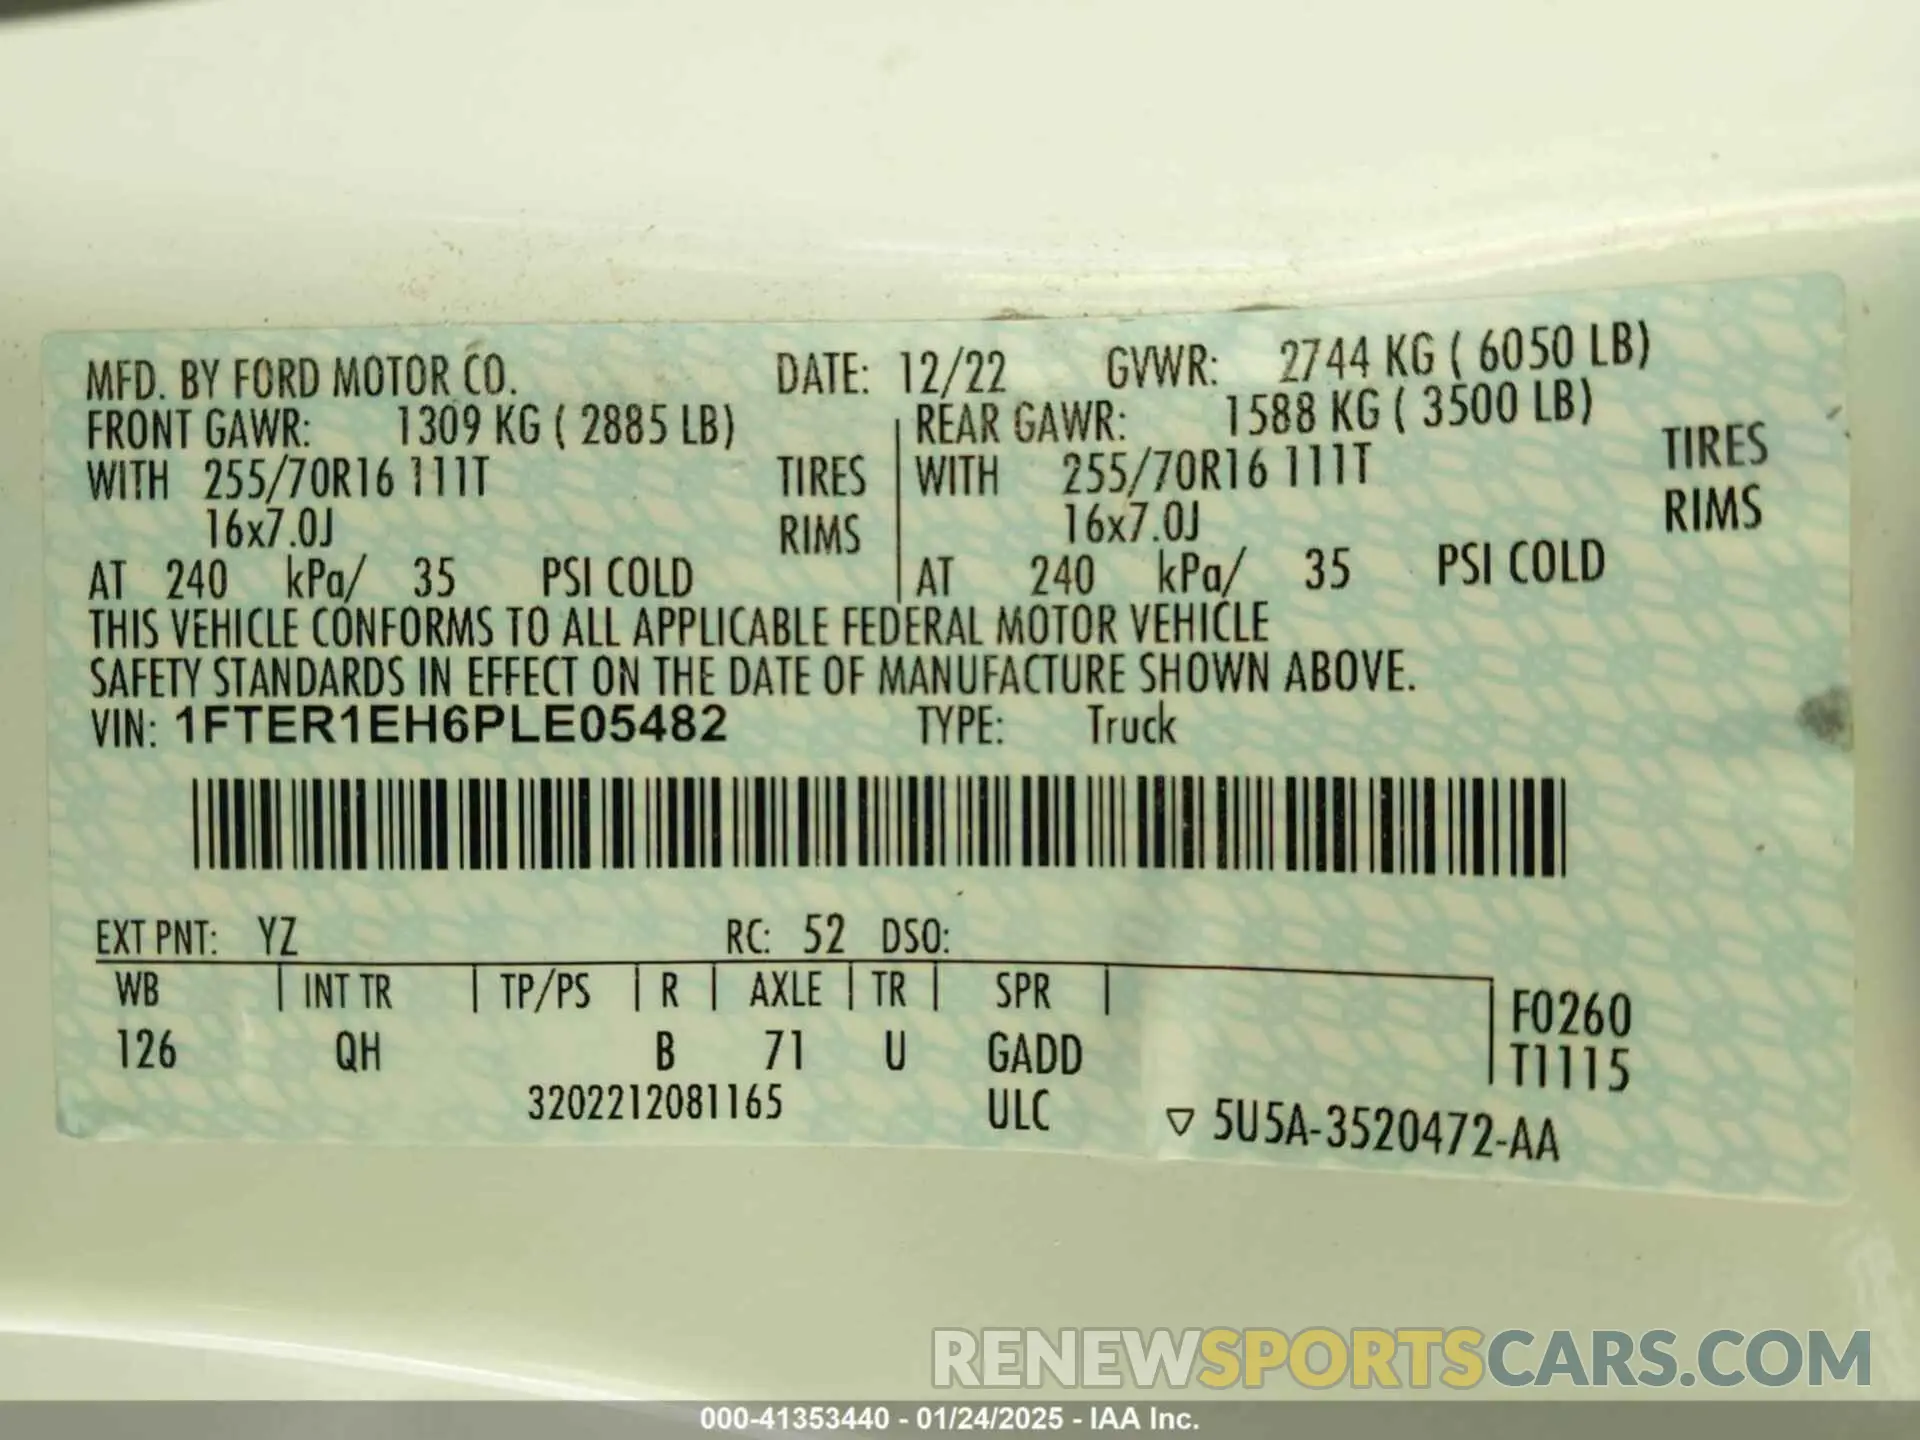 MFD. BY FORD MOTOR CO. DATE: 12/22 GVWR: 2744 KG ( 6050 LB)
FRONT GAWR: 1309 KG ( 2885 LB) REAR GAWR: 1588 KG ( 3500 LB)
WITH 255/70R16 111T TIRES WITH 255/70R16 111T TIRES
16x7.0J RIMS 16x7.0J RIMS
AT 240 kPa/ 35 PSI COLD AT 240 kPa/ 35 PSI COLD
THIS VEHICLE CONFORMS TO ALL APPLICABLE FEDERAL MOTOR VEHICLE
SAFETY STANDARDS IN EFFECT ON THE DATE OF MANUFACTURE SHOWN ABOVE.
VIN: 1FTER1EH6PLE05482 TYPE: Truck
EXT PNT: YZ RC: 52 DSO:
WB INT TR TP/PS R AXLE TR SPR F0260
126 QH B 71 U GADD T1115
3202212081165 ULC ▽ 5U5A-3520472-AA
RENEWSPORTSCARS.COM
000-41353440 - 01/24/2025 - IAA Inc.